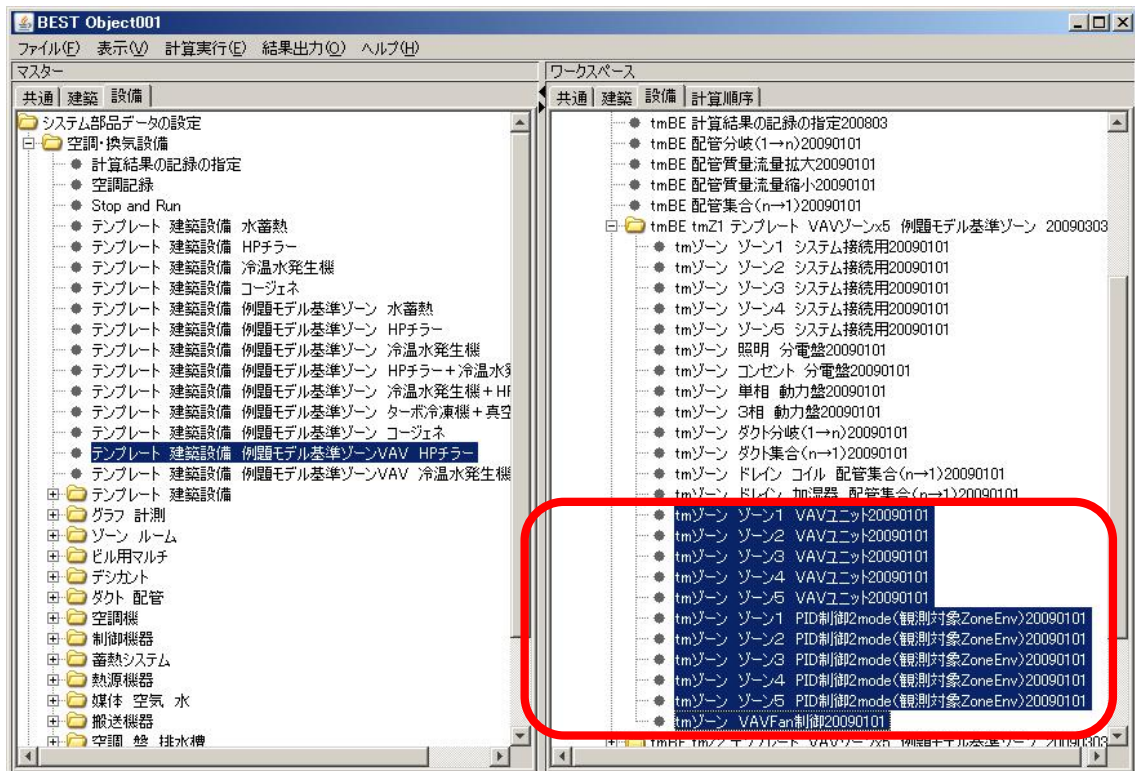 BEST Object001
ファイル(F) 表示(V) 計算実行(E) 結果出力(O) ヘルプ(H)
マスター
共通 建築 設備
システム部品データの設定
空調・換気設備
計算結果の記録の指定
空調記録
Stop and Run
テンプレート 建築設備 水蓄熱
テンプレート 建築設備 HPチラー
テンプレート 建築設備 冷温水発生機
テンプレート 建築設備 コージェネ
テンプレート 建築設備 例題モデル基準ゾーン 水蓄熱
テンプレート 建築設備 例題モデル基準ゾーン HPチラー
テンプレート 建築設備 例題モデル基準ゾーン 冷温水発生機
テンプレート 建築設備 例題モデル基準ゾーン HPチラー+冷温水
テンプレート 建築設備 例題モデル基準ゾーン 冷温水発生機+HP
テンプレート 建築設備 例題モデル基準ゾーン ターボ冷凍機+真空
テンプレート 建築設備 例題モデル基準ゾーン コージェネ
テンプレート 建築設備 例題モデル基準ゾーンVAV HPチラー
テンプレート 建築設備 例題モデル基準ゾーンVAV 冷温水発生機
テンプレート 建築設備
グラフ 計測
ゾーン ルーム
ビル用マルチ
デシカント
ダクト 配管
空調機
制御機器
蓄熱システム
熱源機器
媒体 空気 水
搬送機器
空調 盤 排水槽
ワークスペース
共通 建築 設備 計算順序
tmBE 計算結果の記録の指定200803
tmBE 配管分岐(1→n)20090101
tmBE 配管質量流量拡大20090101
tmBE 配管質量流量縮小20090101
tmBE 配管集合(n→1)20090101
tmBE tmZ1 テンプレート VAVゾーンx5 例題モデル基準ゾーン 20090303
tmゾーン ゾーン1 システム接続用20090101
tmゾーン ゾーン2 システム接続用20090101
tmゾーン ゾーン3 システム接続用20090101
tmゾーン ゾーン4 システム接続用20090101
tmゾーン ゾーン5 システム接続用20090101
tmゾーン 照明 分電盤20090101
tmゾーン コンセント 分電盤20090101
tmゾーン 単相 動力盤20090101
tmゾーン 3相 動力盤20090101
tmゾーン ダクト分岐(1→n)20090101
tmゾーン ダクト集合(n→1)20090101
tmゾーン ドレイン コイル 配管集合(n→1)20090101
tmゾーン ドレイン 加湿器 配管集合(n→1)20090101
tmゾーン ゾーン1 VAVユニット20090101
tmゾーン ゾーン2 VAVユニット20090101
tmゾーン ゾーン3 VAVユニット20090101
tmゾーン ゾーン4 VAVユニット20090101
tmゾーン ゾーン5 VAVユニット20090101
tmゾーン ゾーン1 PID制御2mode(観測対象ZoneEnv)20090101
tmゾーン ゾーン2 PID制御2mode(観測対象ZoneEnv)20090101
tmゾーン ゾーン3 PID制御2mode(観測対象ZoneEnv)20090101
tmゾーン ゾーン4 PID制御2mode(観測対象ZoneEnv)20090101
tmゾーン ゾーン5 PID制御2mode(観測対象ZoneEnv)20090101
tmゾーン VAVFan制御20090101
tmBE tmZ2 テンプレート VAVゾーンx5 例題モデル基準ゾーン 20090303